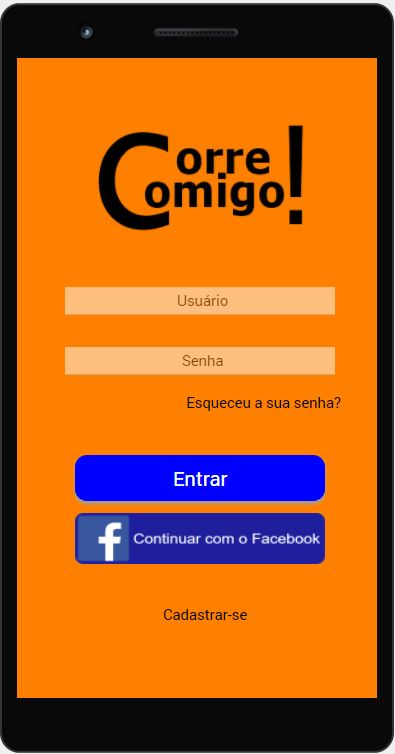 Corre
Comigo!
Usuário
Senha
Esqueceu a sua senha?
Entrar
f Continuar com o Facebook
Cadastrar-se